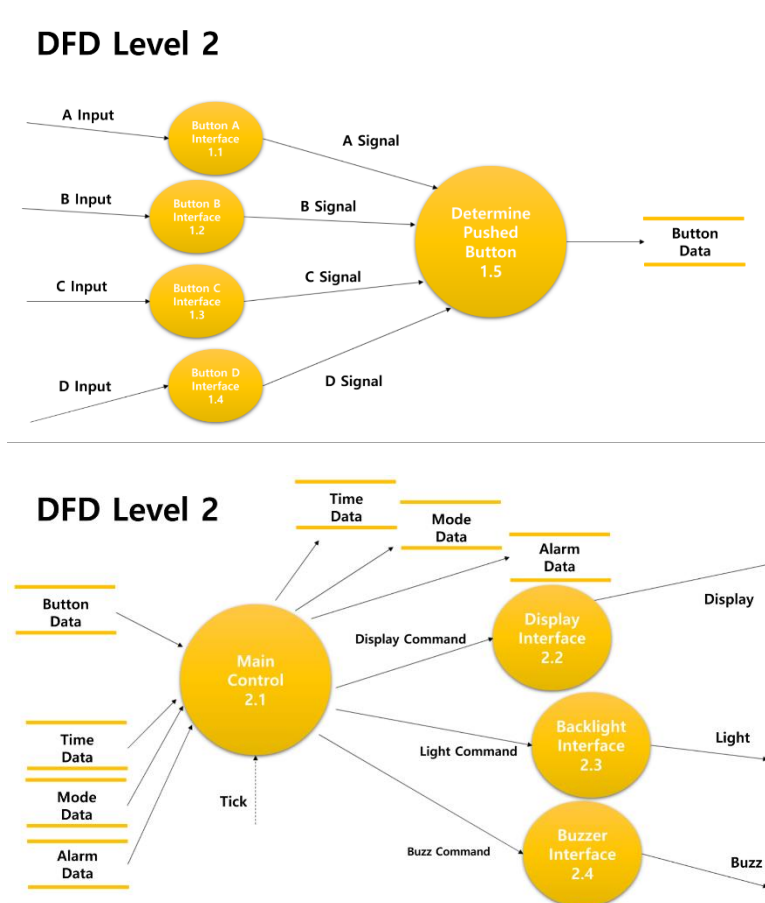 DFD Level 2
A Input
Button A
Interface
1.1
A Signal
B Input
Button B
Interface
1.2
B Signal
C Input
Button C
Interface
1.3
C Signal
D Input
Button D
Interface
1.4
D Signal
Determine
Pushed
Button
1.5
Button
Data
DFD Level 2
Time
Data
Mode
Data
Alarm
Data
Button
Data
Time
Data
Mode
Data
Alarm
Data
Main
Control
2.1
Tick
Display Command
Display
Interface
2.2
Display
Light Command
Backlight
Interface
2.3
Light
Buzz Command
Buzzer
Interface
2.4
Buzz